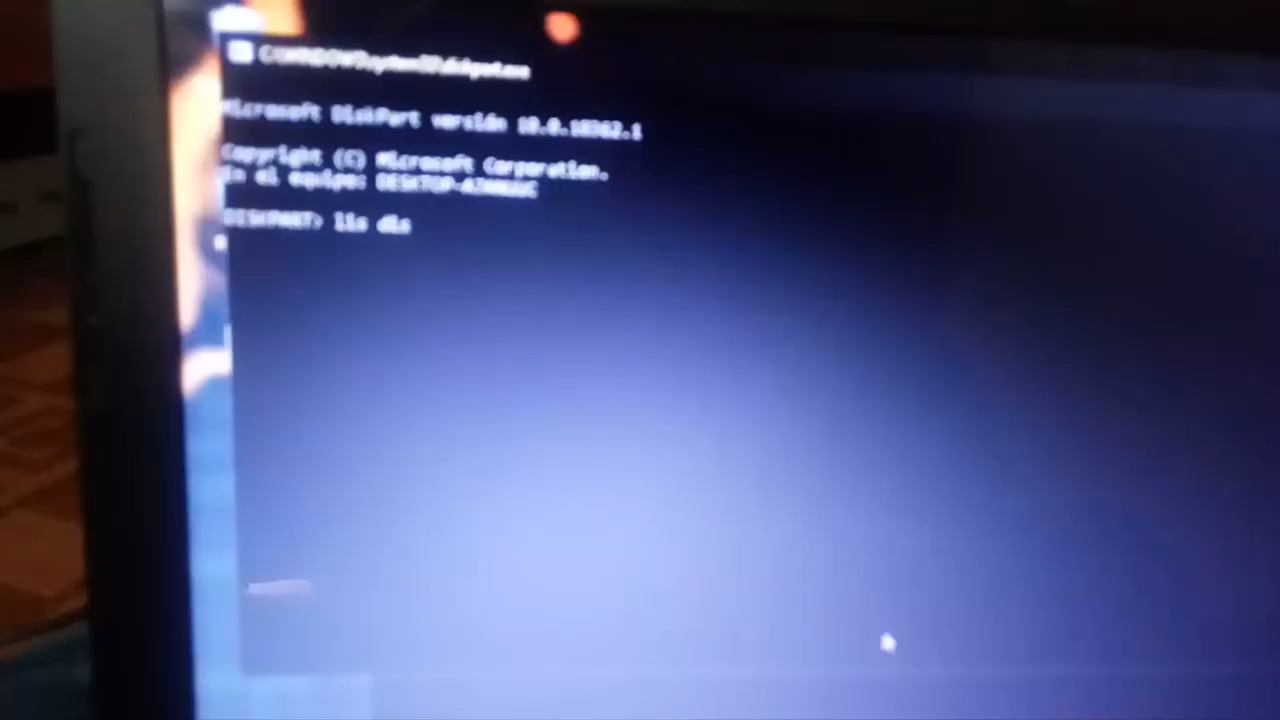 Microsoft DiskPart versión 10.0.18362.1
Copyright (C) Microsoft Corporation.
En el equipo:
DISKPART> lis dis